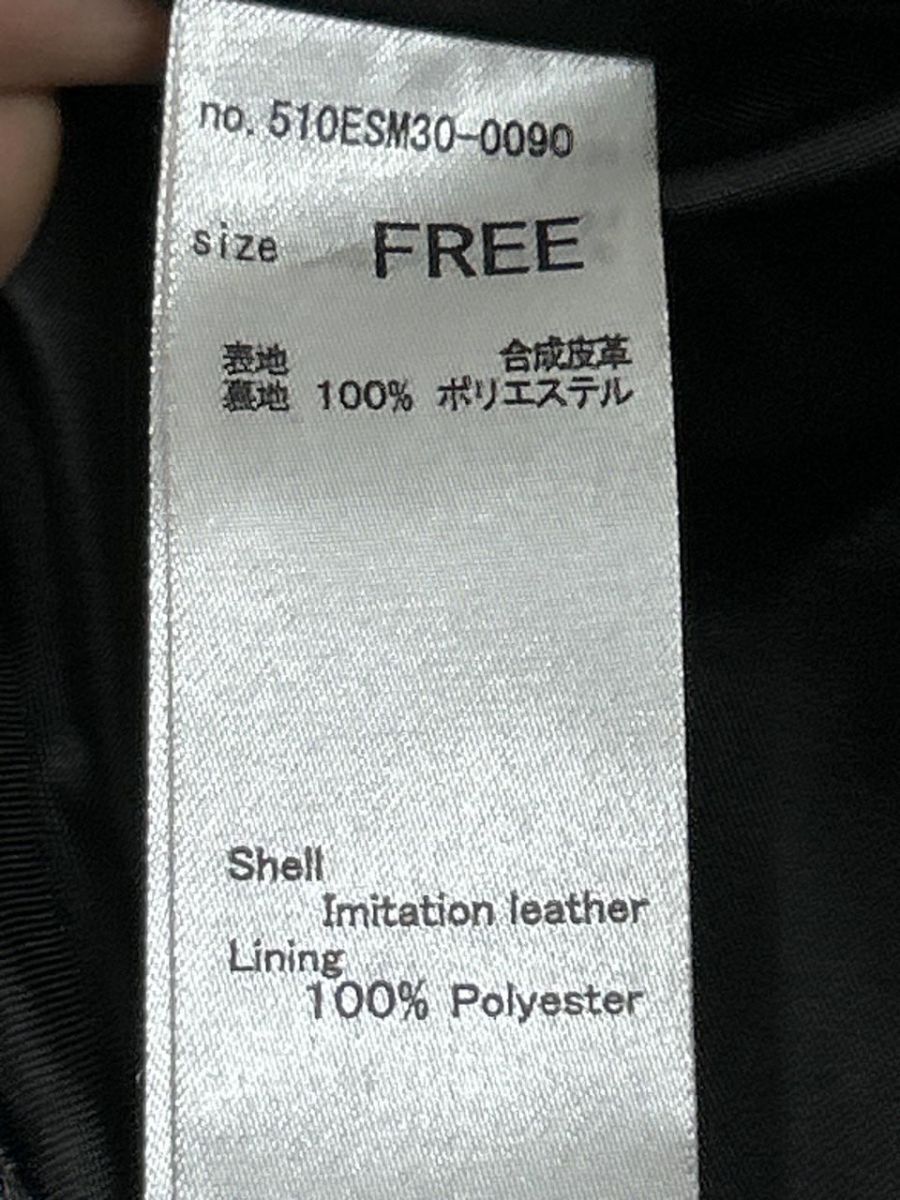 no. 510ESM30-0090
size FREE
表地 合成皮革
裏地 100% ポリエステル
Shell
Imitation leather
Lining
100% Polyester